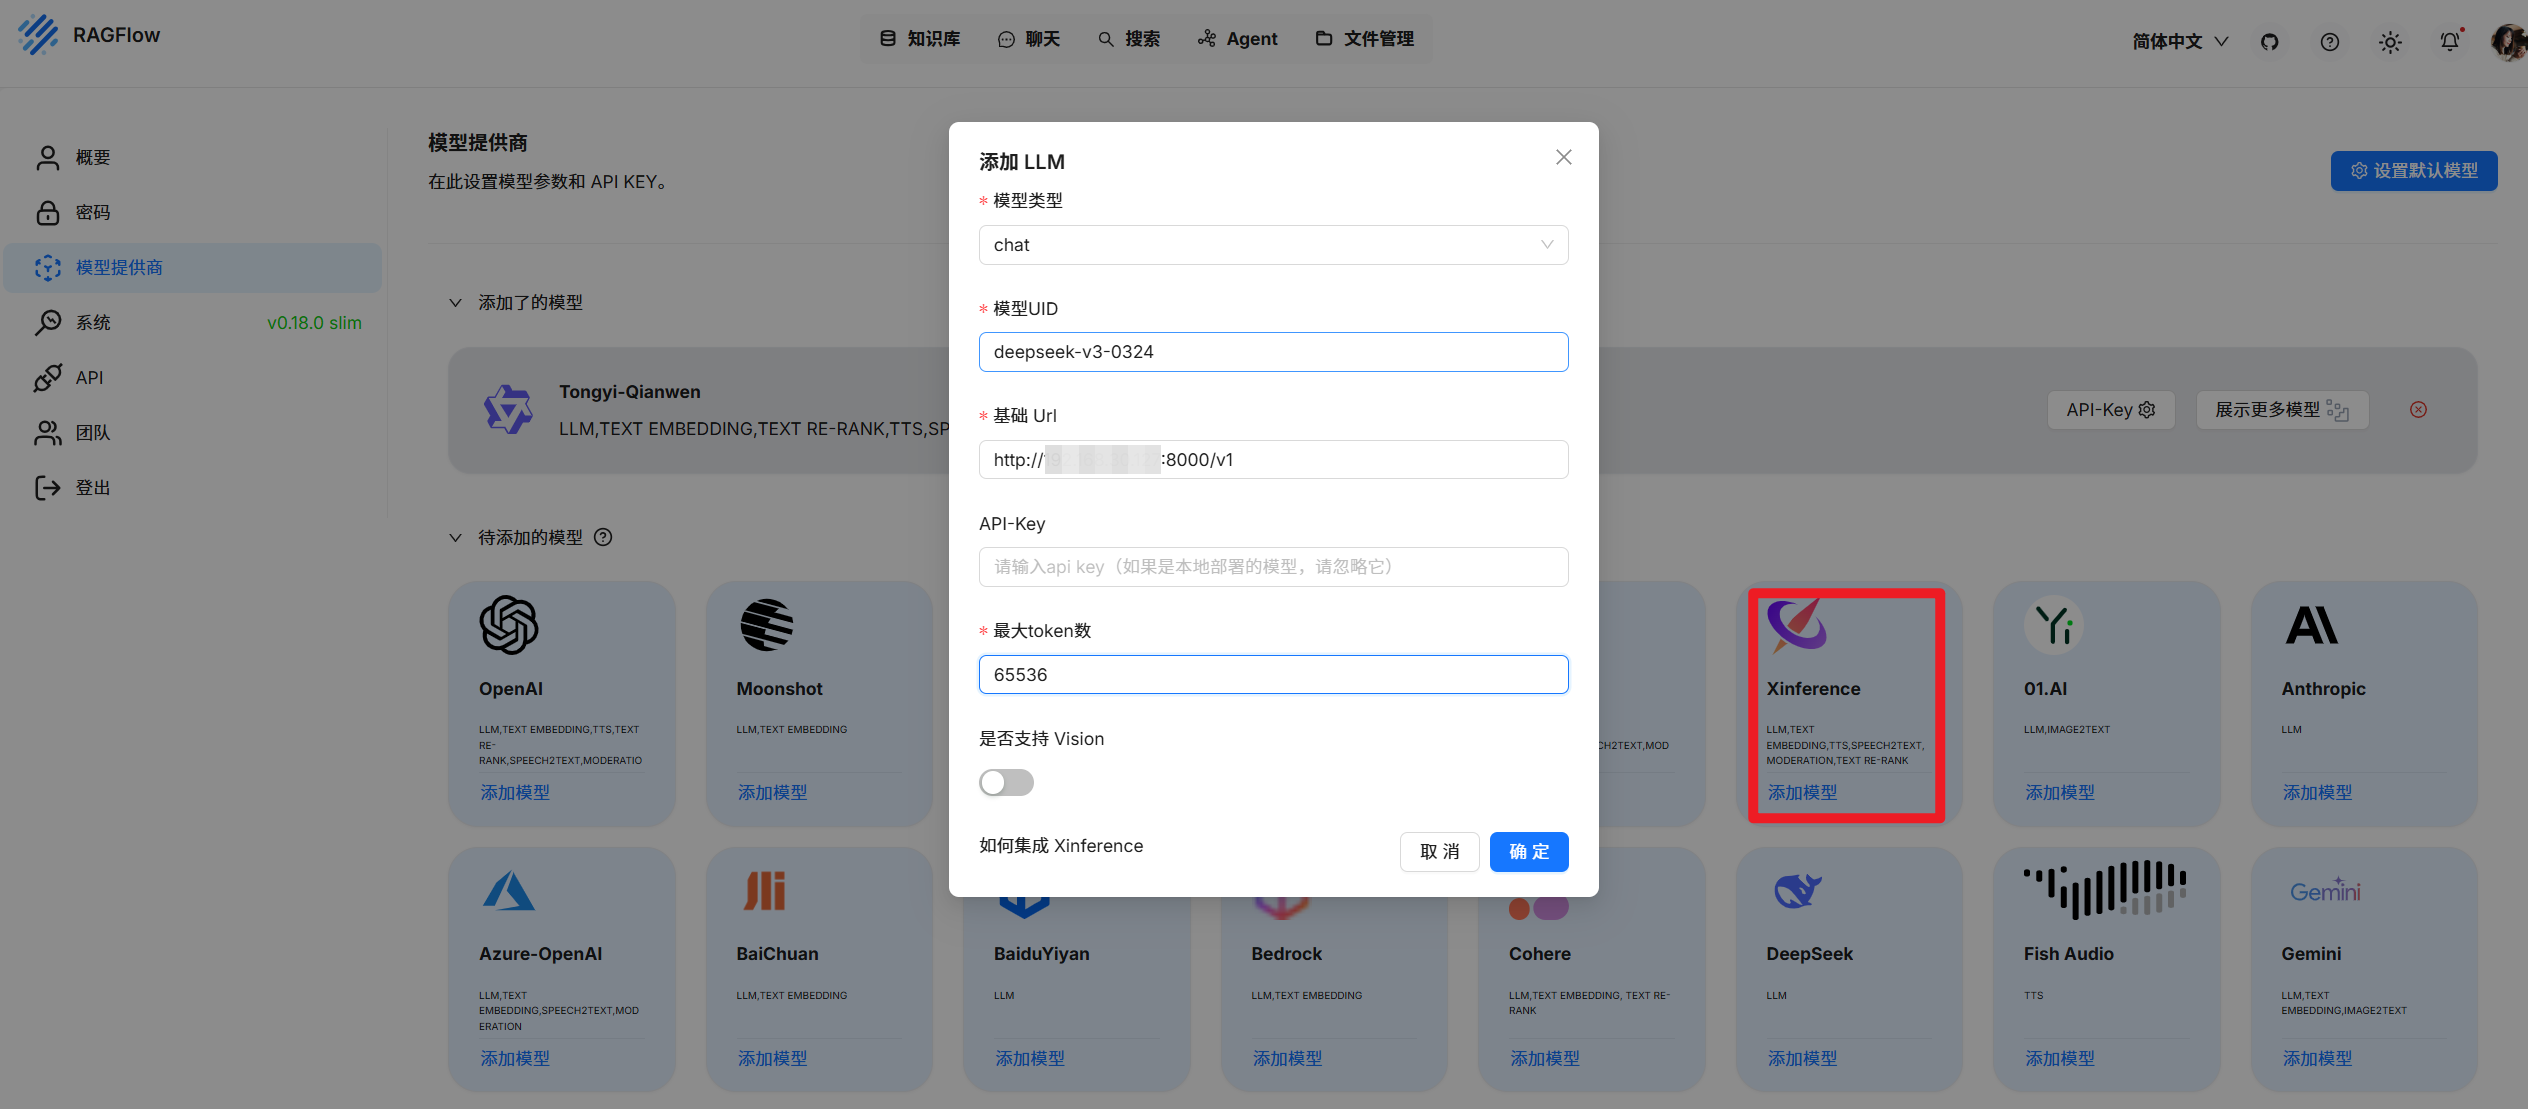 RAGFlow
知识库
聊天
搜索
Agent
文件管理
简体中文
概要
密码
模型提供商
系统
v0.18.0 slim
API
团队
登出
模型提供商
在此设置模型参数和 API KEY。
设置默认模型
添加了的模型
Tongyi-Qianwen
LLM,TEXT EMBEDDING,TEXT RE-RANK,TTS,SP
API-Key
展示更多模型
待添加的模型
添加 LLM
* 模型类型
chat
* 模型UID
deepseek-v3-0324
* 基础 Url
http:// :8000/v1
API-Key
请输入api key（如果是本地部署的模型，请忽略它）
* 最大token数
65536
是否支持 Vision
如何集成 Xinference
取 消
确 定
OpenAI
LLM,TEXT EMBEDDING,TTS,TEXT
RE-
RANK,SPEECH2TEXT,MODERATIO
添加模型
Moonshot
LLM,TEXT EMBEDDING
添加模型
CH2TEXT,MOD
Xinference
LLM,TEXT
EMBEDDING,TTS,SPEECH2TEXT,
MODERATION,TEXT RE-RANK
添加模型
01.AI
LLM,IMAGE2TEXT
添加模型
Anthropic
LLM
添加模型
Azure-OpenAI
LLM,TEXT
EMBEDDING,SPEECH2TEXT,MOD
ERATION
添加模型
BaiChuan
LLM,TEXT EMBEDDING
添加模型
BaiduYiyan
LLM
添加模型
Bedrock
LLM,TEXT EMBEDDING
添加模型
Cohere
LLM,TEXT EMBEDDING, TEXT RE-
RANK
添加模型
DeepSeek
LLM
添加模型
Fish Audio
TTS
添加模型
Gemini
Gemini
LLM,TEXT
EMBEDDING,IMAGE2TEXT
添加模型